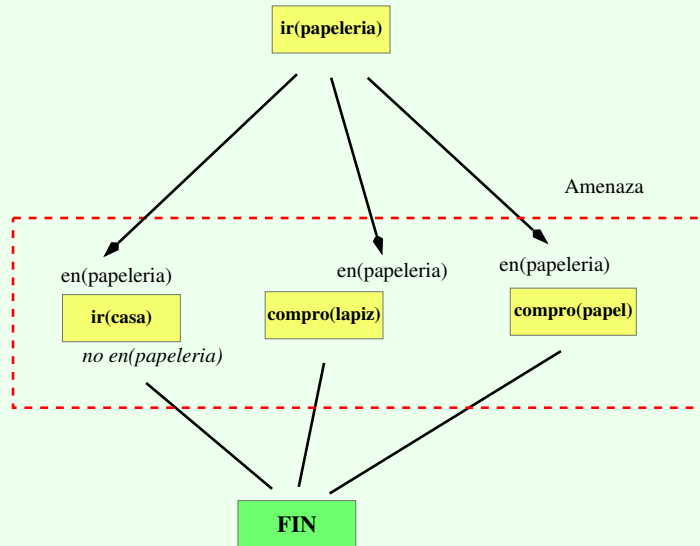 ir(papeleria)
Amenaza
en(papeleria)
en(papeleria)
en(papeleria)
ir(casa)
compro(lapiz)
compro(papel)
no en(papeleria)
FIN